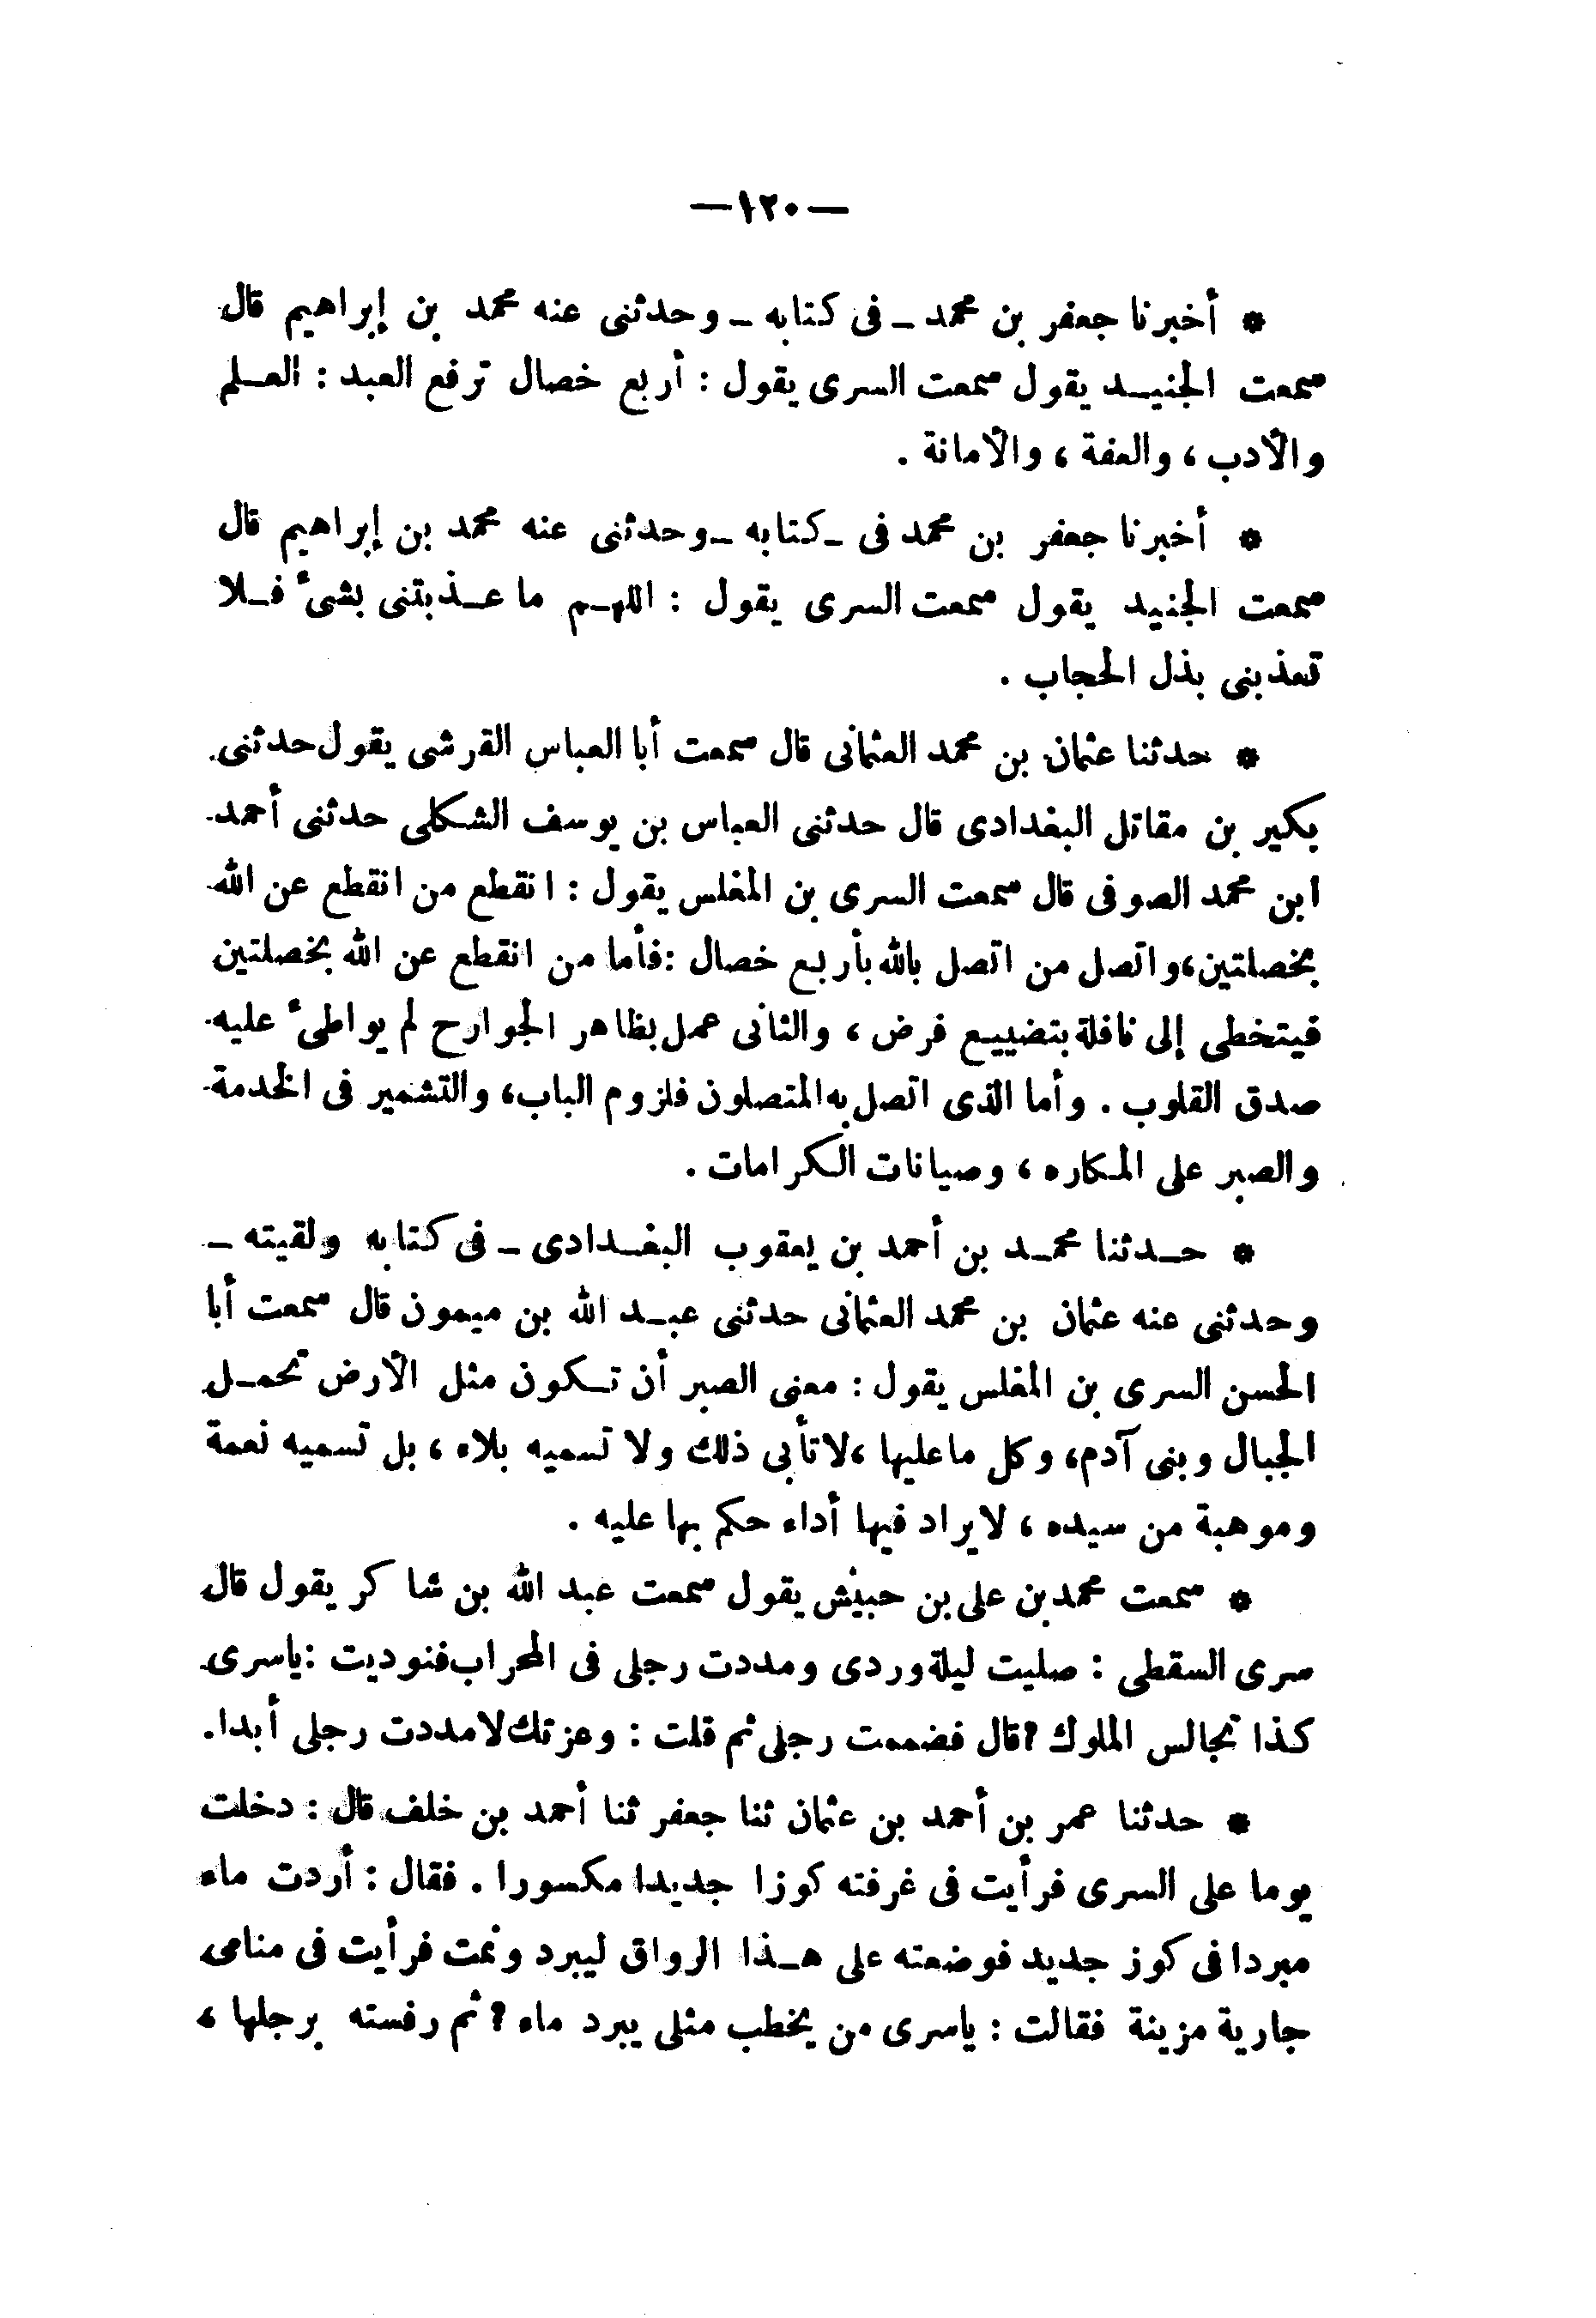 —١٢٠—
* أخبرنا جعفر بن محمد ـ فى كتابه ـ وحدثنى عنه محمد بن إبراهيم قال
سمعت الجنيد يقول سمعت السرى يقول : أربع خصال ترفع العبد : العلم
والأدب ، والعفة ، والأمانة .
* أخبرنا جعفر بن محمد فى ـ كتابه ـ وحدثنى عنه محمد بن إبراهيم قال
سمعت الجنيد يقول سمعت السرى يقول : اللهم ما عذبتنى بشىء فلا
تعذبنى بذل الحجاب .
* حدثنا عثمان بن محمد العثمانى قال سمعت أبا العباس القرشى يقول حدثنى
بكير بن مقاتل البغدادى قال حدثنى العباس بن يوسف الشكلى حدثنى أحمد
ابن محمد الصوفى قال سمعت السرى بن المغلس يقول : انقطع من انقطع عن الله
بخصلتين ، واتصل من اتصل بالله بأربع خصال : فأما من انقطع عن الله بخصلتين
فيتخطى إلى نافلة بتضييع فرض ، والثانى عمل بظاهر الجوارح لم يواطىء عليه
صدق القلوب . وأما الذى اتصل به المتصلون فلزوم الباب ، والتشمير فى الخدمة
والصبر على المكاره ، وصيانات الكرامات .
* حدثنا محمد بن أحمد بن يعقوب البغدادى ـ فى كتابه ولقيته ـ
وحدثنى عنه عثمان بن محمد العثمانى حدثنى عبد الله بن ميمون قال سمعت أبا
الحسن السرى بن المغلس يقول : معنى الصبر أن تكون مثل الأرض تحمل
الجبال وبنى آدم ، وكل ما عليها ، لا تأبى ذلك ولا تسميه بلاء ، بل تسميه نعمة
وموهبة من سيده ، لا يراد فيها أداء حكم بها عليه .
* سمعت محمد بن على بن حبيش يقول سمعت عبد الله بن شاكر يقول قال
سرى السقطى : صليت ليلة وردى ومددت رجلى فى المحراب فنوديت : ياسرى
كذا تجالس الملوك ? قال فضممت رجلى ثم قلت : وعزتك لا مددت رجلى أبدا .
* حدثنا عمر بن أحمد بن عثمان ثنا جعفر ثنا أحمد بن خلف قال : دخلت
يوما على السرى فرأيت فى غرفته كوزا جديدا مكسورا . فقال : أردت ماء
مبردا فى كوز جديد فوضعته على هذا الرواق ليبرد ونمت فرأيت فى منامى
جارية مزينة فقالت : ياسرى من يخطب مثلى يبرد ماء ? ثم رفسته برجلها ،